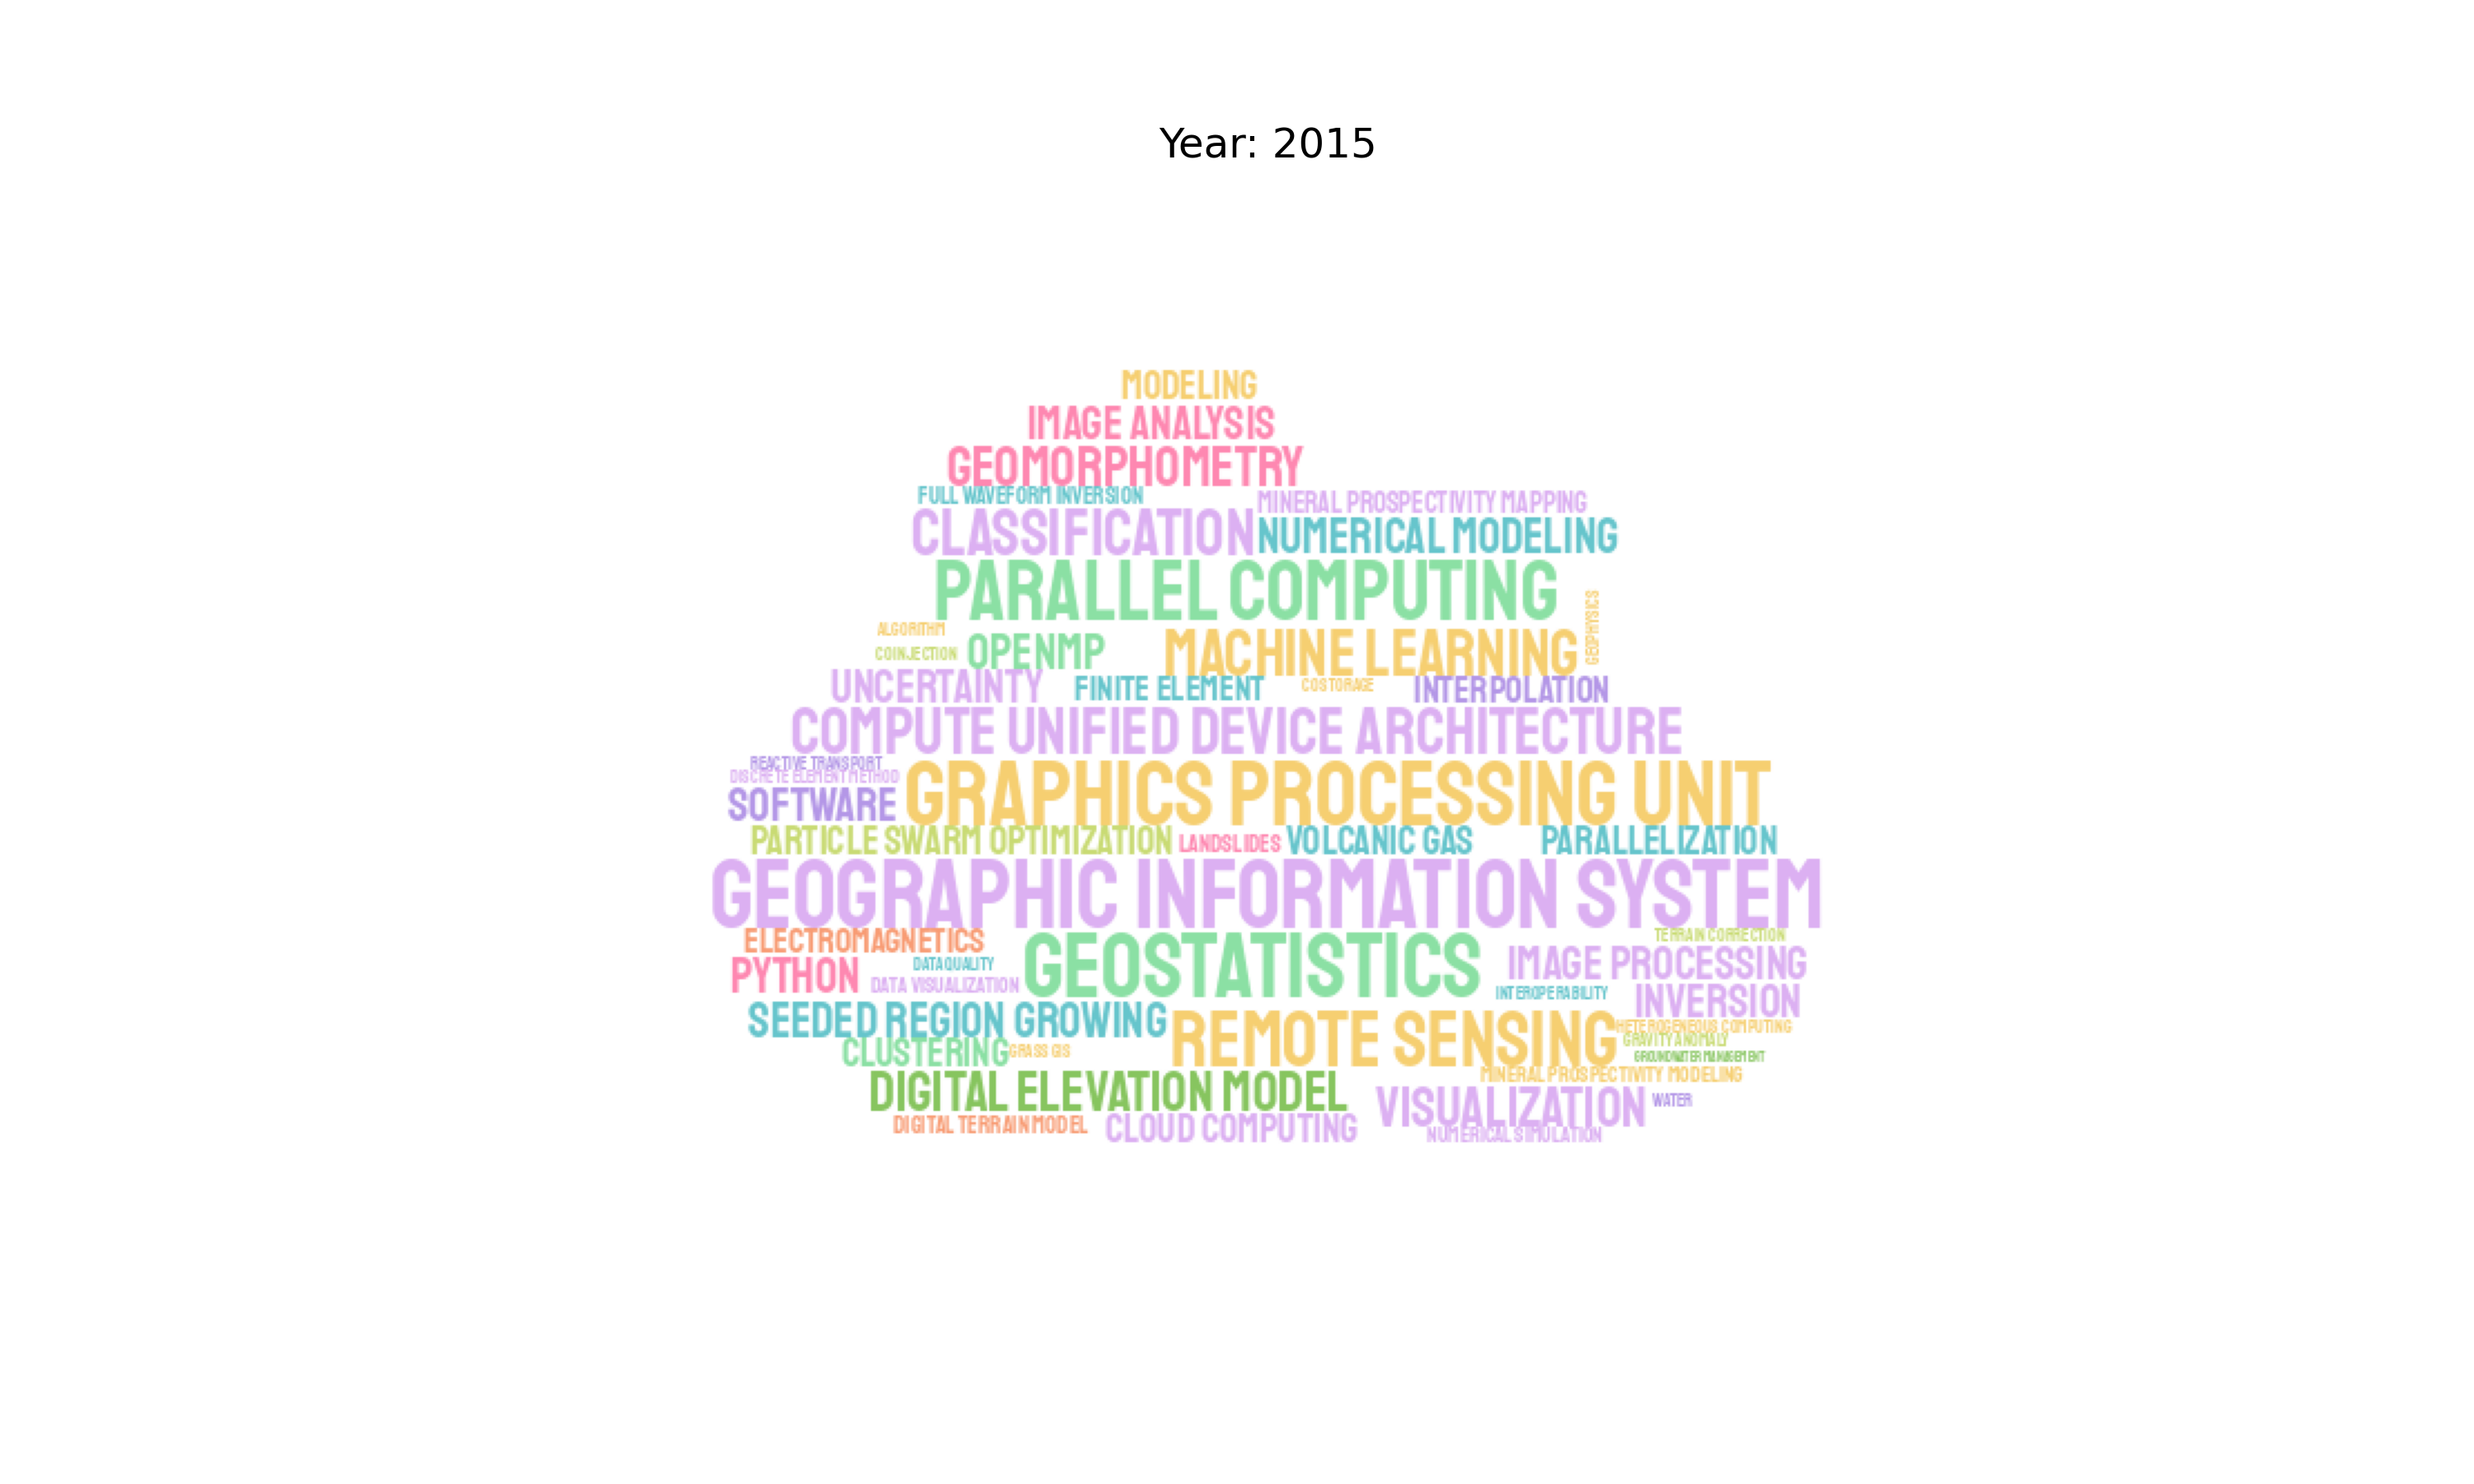 Year: 2015
MODELING
IMAGE ANALYSIS
GEOMORPHOMETRY
FULL WAVEFORM INVERSION
MINERAL PROSPECTIVITY MAPPING
CLASSIFICATION
NUMERICAL MODELING
PARALLEL COMPUTING
GEOPHYSICS
ALGORITHM
OPENMP
MACHINE LEARNING
COINJECTION
UNCERTAINTY
FINITE ELEMENT
COSTORAGE
INTERPOLATION
COMPUTE UNIFIED DEVICE ARCHITECTURE
REACTIVE TRANSPORT
DISCRETE ELEMENT METHOD
GRAPHICS PROCESSING UNIT
SOFTWARE
PARTICLE SWARM OPTIMIZATION
LANDSLIDES
VOLCANIC GAS
PARALLELIZATION
GEOGRAPHIC INFORMATION SYSTEM
ELECTROMAGNETICS
GEOSTATISTICS
TERRAIN CORRECTION
PYTHON
DATA QUALITY
IMAGE PROCESSING
DATA VISUALIZATION
INTEROPERABILITY
INVERSION
SEEDED REGION GROWING
REMOTE SENSING
HETEROGENEOUS COMPUTING
GRAVITY ANOMALY
CLUSTERING
GRASS GIS
GROUNDWATER MANAGEMENT
MINERAL PROSPECTIVITY MODELING
DIGITAL ELEVATION MODEL
VISUALIZATION
WATER
DIGITAL TERRAIN MODEL
CLOUD COMPUTING
NUMERICAL SIMULATION